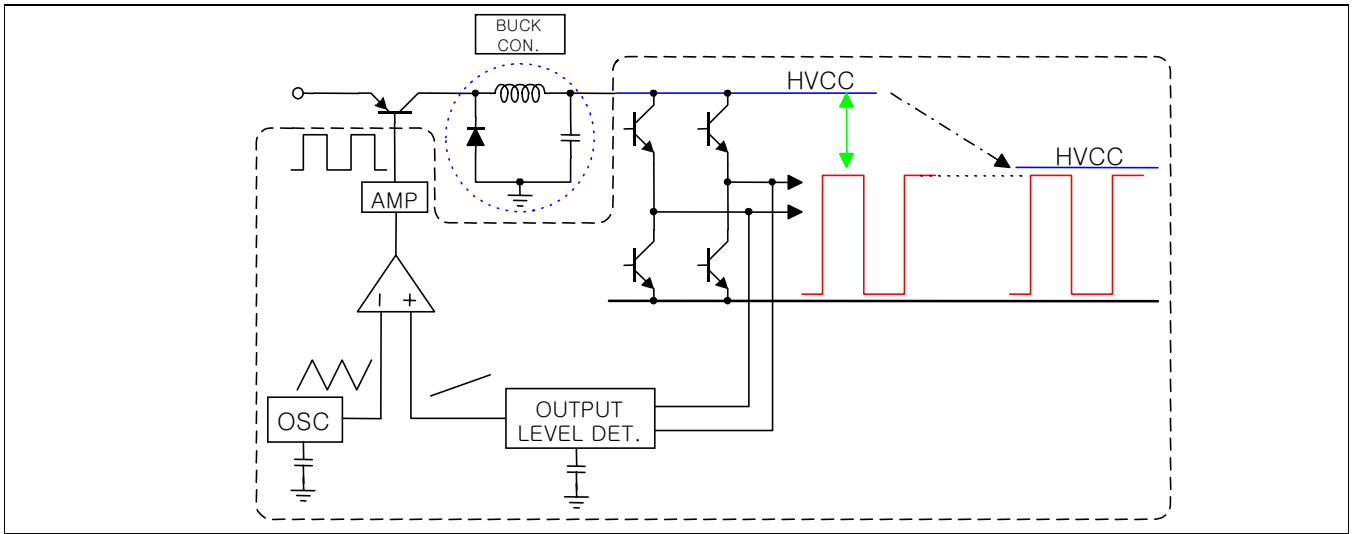 BUCK
CON.
HVCC
HVCC
AMP
− +
OSC
OUTPUT
LEVEL DET.